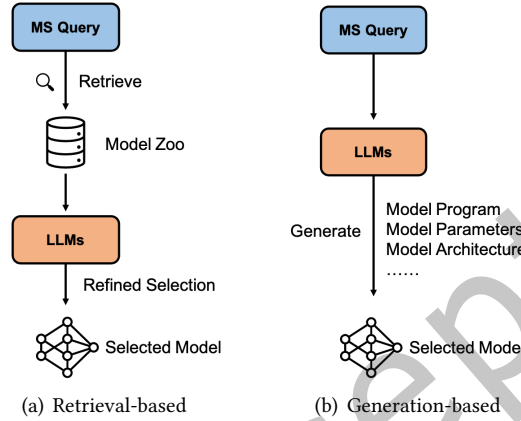 MS Query
Retrieve
Model Zoo
LLMs
Refined Selection
Selected Model
(a) Retrieval-based
MS Query
LLMs
Generate
Model Program
Model Parameters
Model Architecture
......
Selected Mode
(b) Generation-based